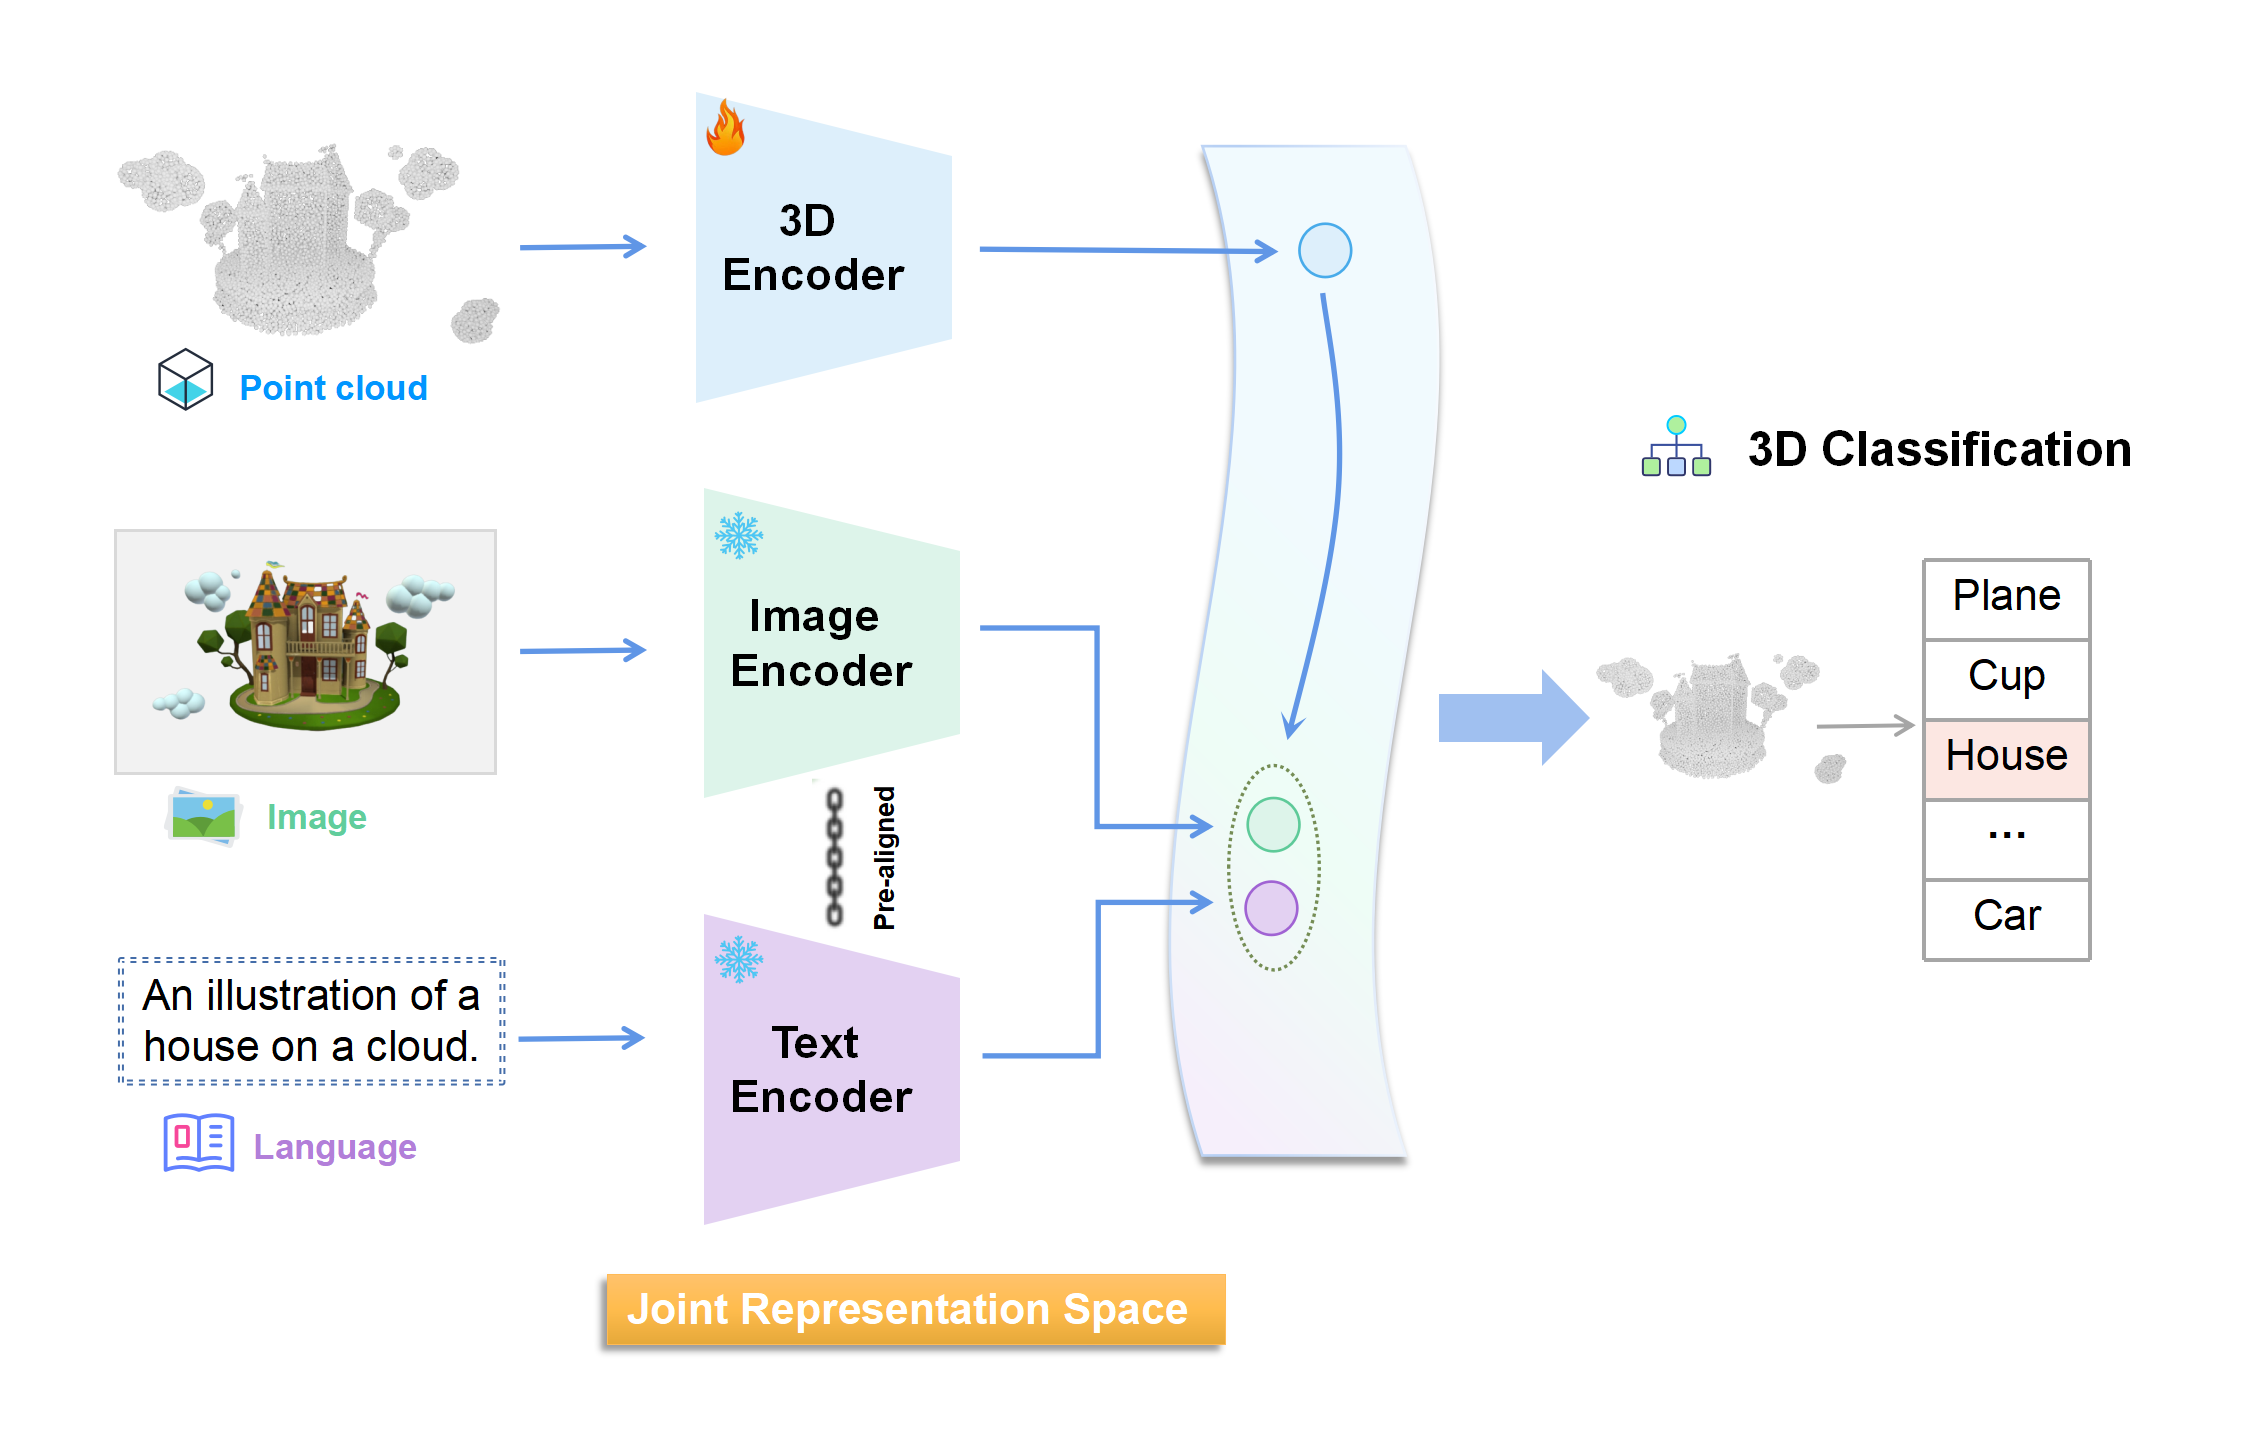 3D
Encoder
Point cloud
Image
Encoder
Image
Pre-aligned
An illustration of a
house on a cloud.
Language
Text
Encoder
Joint Representation Space
3D Classification
Plane
Cup
House
...
Car